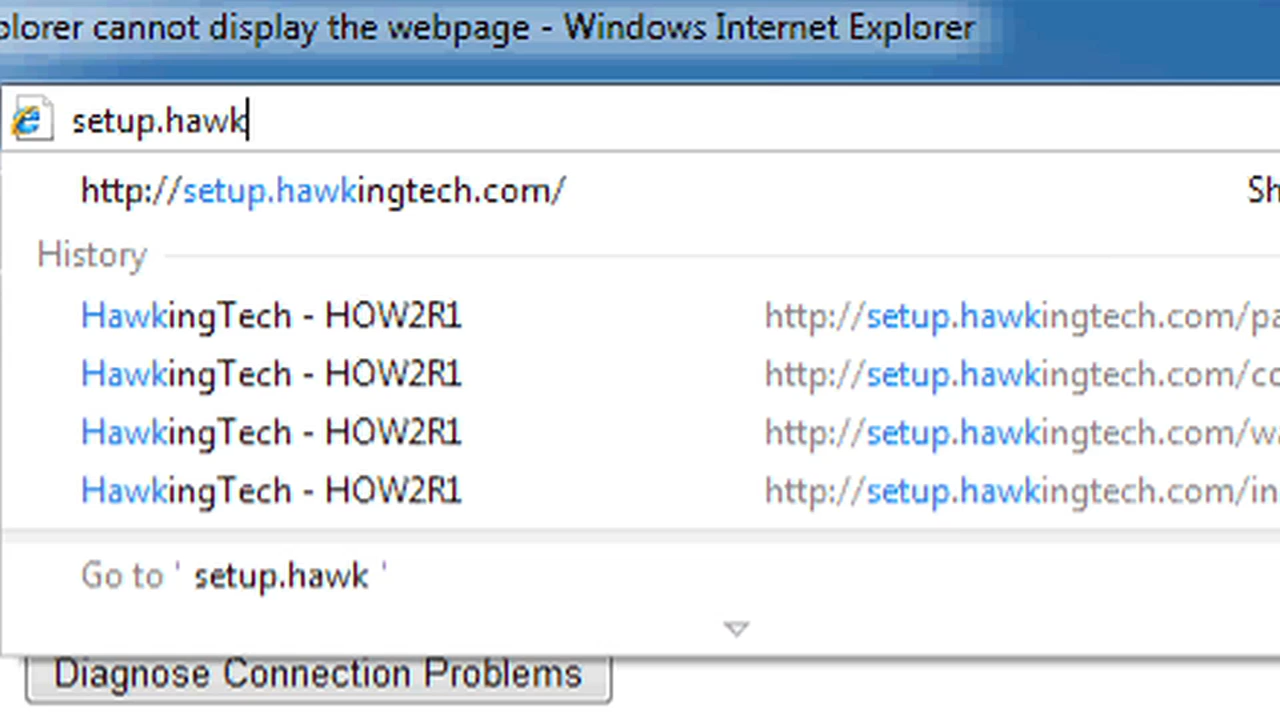 plorer cannot display the webpage - Windows Internet Explorer
setup.hawk
http://setup.hawkingtech.com/ Sh
History
HawkingTech - HOW2R1 http://setup.hawkingtech.com/pa
HawkingTech - HOW2R1 http://setup.hawkingtech.com/co
HawkingTech - HOW2R1 http://setup.hawkingtech.com/wa
HawkingTech - HOW2R1 http://setup.hawkingtech.com/in
Go to ' setup.hawk '
Diagnose Connection Problems